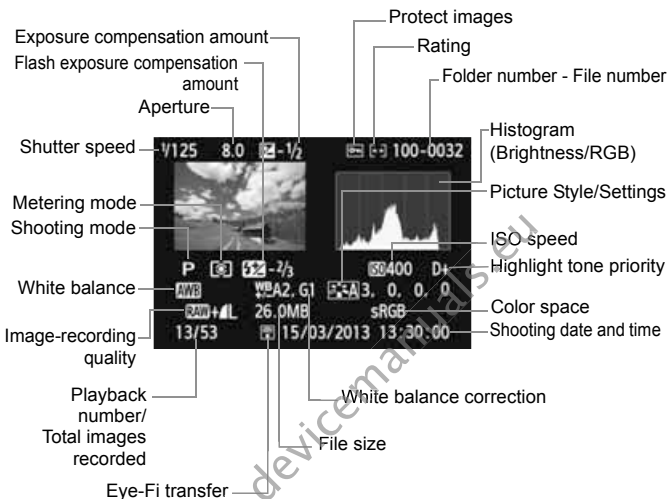 Protect images
Exposure compensation amount
Rating
Flash exposure compensation
amount
Folder number - File number
Aperture
Histogram
(Brightness/RGB)
Shutter speed
1/125 8.0 -1/2 100-0032
Picture Style/Settings
Metering mode
Shooting mode
ISO speed
P -2/3 ISO400 D+
Highlight tone priority
White balance
AWB WB A2, G1 A 3, 0, 0, 0
Color space
RAW+L 26.0MB sRGB
Image-recording
quality
13/53 15/03/2013 13:30:00
Shooting date and time
Playback
number/
Total images
recorded
White balance correction
File size
Eye-Fi transfer
devicemanuals.eu